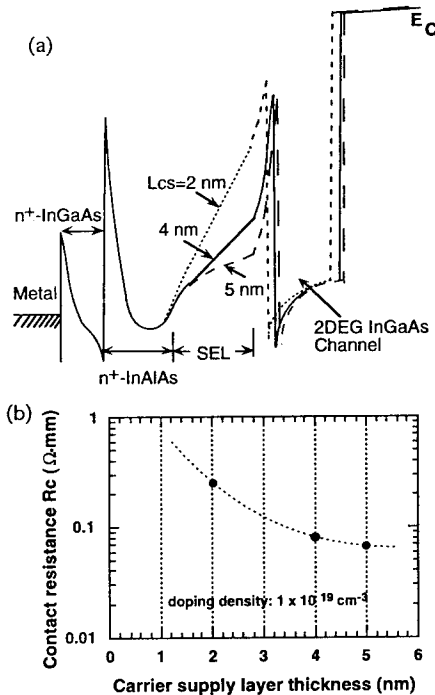 (a)
E_C
Lcs=2 nm
n⁺-InGaAs
4 nm
5 nm
Metal
2DEG InGaAs
Channel
SEL
n⁺-InAlAs
(b)
Contact resistance Rc (Ω·mm)
1
0.1
0.01
doping density: 1 x 10¹⁹ cm⁻³
0 1 2 3 4 5 6
Carrier supply layer thickness (nm)